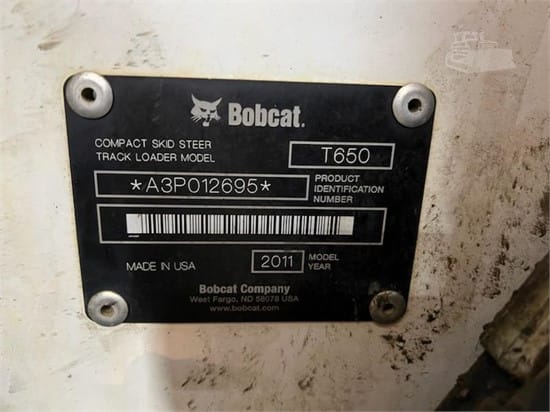 Bobcat.
COMPACT SKID STEER
TRACK LOADER MODEL
T650
*A3P012695*
PRODUCT
IDENTIFICATION
NUMBER
MADE IN USA
2011
MODEL
YEAR
Bobcat Company
West Fargo, ND 58078 USA
www.bobcat.com